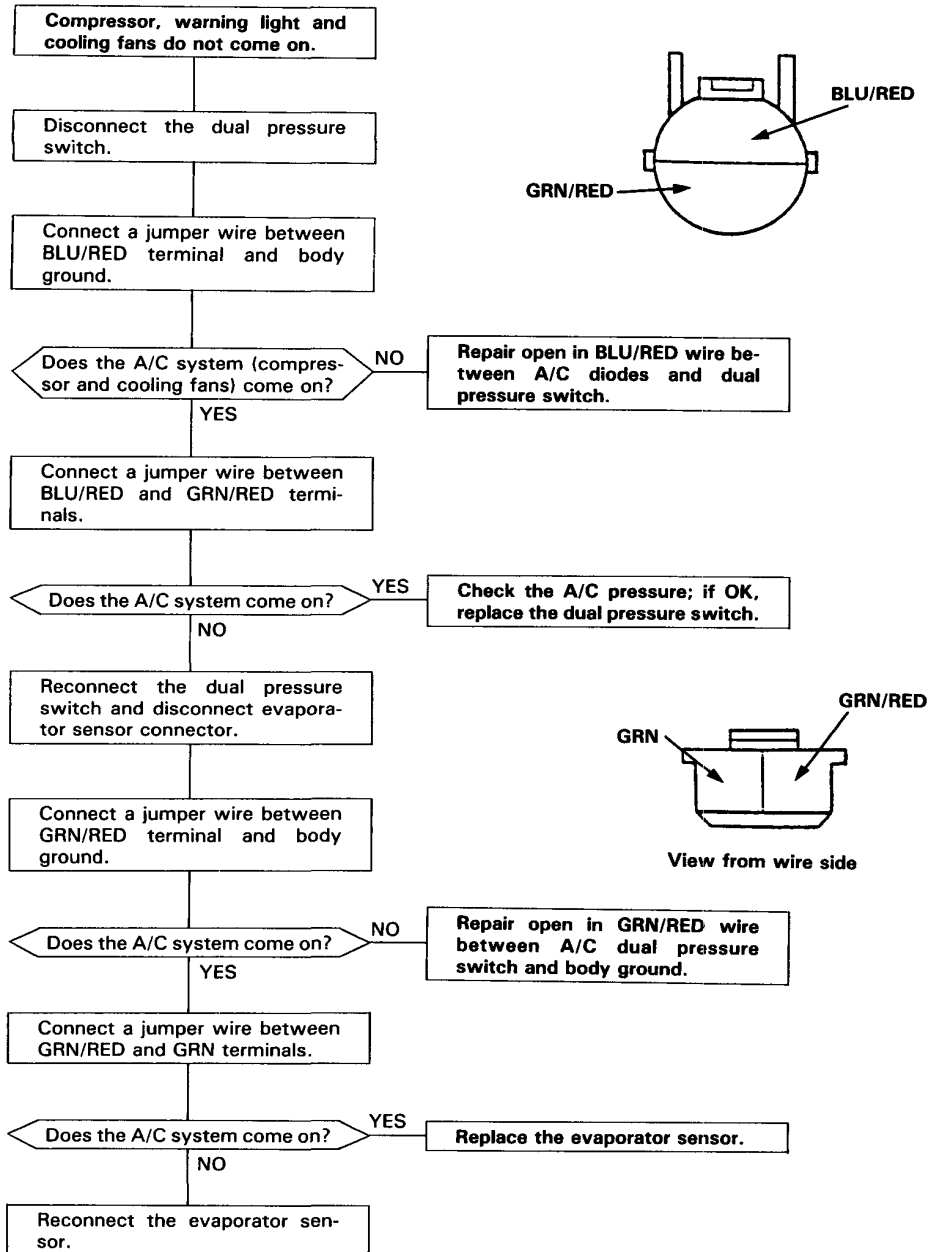 Compressor, warning light and
cooling fans do not come on.
BLU/RED
GRN/RED
Disconnect the dual pressure
switch.
Connect a jumper wire between
BLU/RED terminal and body
ground.
Does the A/C system (compres-
sor and cooling fans) come on?
NO
Repair open in BLU/RED wire be-
tween A/C diodes and dual
pressure switch.
YES
Connect a jumper wire between
BLU/RED and GRN/RED termi-
nals.
Does the A/C system come on?
YES
Check the A/C pressure; if OK,
replace the dual pressure switch.
NO
Reconnect the dual pressure
switch and disconnect evapora-
tor sensor connector.
GRN
GRN/RED
View from wire side
Connect a jumper wire between
GRN/RED terminal and body
ground.
Does the A/C system come on?
NO
Repair open in GRN/RED wire
between A/C dual pressure
switch and body ground.
YES
Connect a jumper wire between
GRN/RED and GRN terminals.
Does the A/C system come on?
YES
Replace the evaporator sensor.
NO
Reconnect the evaporator sen-
sor.